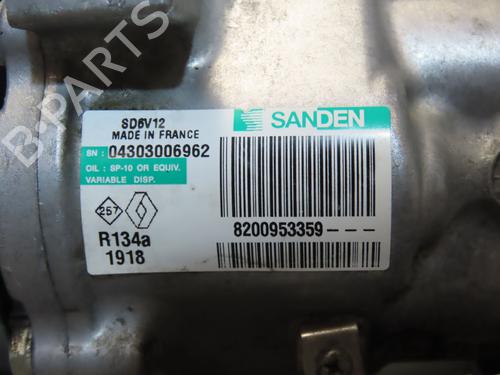 SD6V12
MADE IN FRANCE
SANDEN
SN : 04303006962
OIL : SP-10 OR EQUIV.
VARIABLE DISP.
257
R134a
1918
8200953359---
B-PARTS